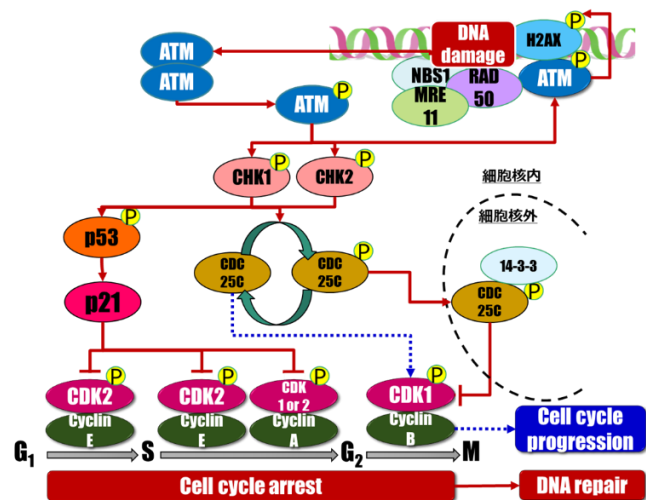 P
DNA
damage
H2AX
ATM
ATM
NBS1
RAD
50
P
ATM
MRE
11
ATM
P
CHK1
P
CHK2
P
細胞核内
細胞核外
p53
P
CDC
25C
CDC
25C
P
14-3-3
CDC
25C
P
p21
CDK2
P
CDK2
P
CDK
1 or 2
P
CDK1
P
Cyclin
E
Cyclin
E
Cyclin
A
Cyclin
B
Cell cycle
progression
G1
S
G2
M
Cell cycle arrest
DNA repair